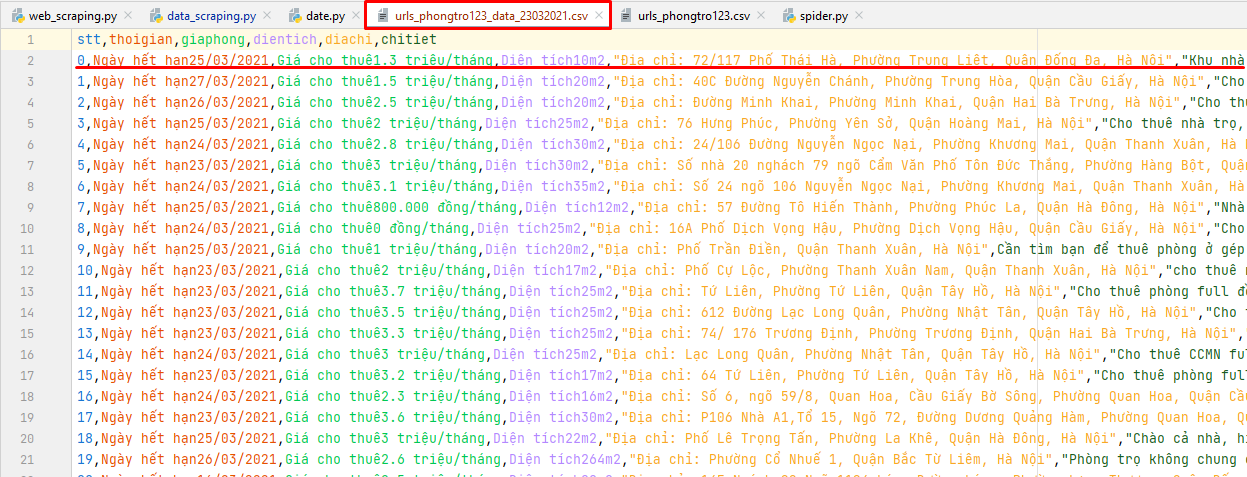 web_scraping.py data_scraping.py date.py urls_phongtro123_data_23032021.csv urls_phongtro123.csv spider.py
1 stt,thoigian,giaphong,dientich,diachi,chitiet
2 0,Ngày hết hạn25/03/2021,Giá cho thuê1.3 triệu/tháng,Diện tích10m2,"Địa chỉ: 72/117 Phố Thái Hà, Phường Trung Liệt, Quận Đống Đa, Hà Nội","Khu nhà
3 1,Ngày hết hạn27/03/2021,Giá cho thuê1.5 triệu/tháng,Diện tích20m2,"Địa chỉ: 40C Đường Nguyễn Chánh, Phường Trung Hòa, Quận Cầu Giấy, Hà Nội","Cho
4 2,Ngày hết hạn26/03/2021,Giá cho thuê2.5 triệu/tháng,Diện tích20m2,"Địa chỉ: Đường Minh Khai, Phường Minh Khai, Quận Hai Bà Trưng, Hà Nội","Cho thuê
5 3,Ngày hết hạn23/03/2021,Giá cho thuê2 triệu/tháng,Diện tích25m2,"Địa chỉ: 76 Hưng Phúc, Phường Yên Sở, Quận Hoàng Mai, Hà Nội","Cho thuê nhà trọ,
6 4,Ngày hết hạn24/03/2021,Giá cho thuê2.8 triệu/tháng,Diện tích30m2,"Địa chỉ: 24/106 Đường Nguyễn Ngọc Nại, Phường Khương Mai, Quận Thanh Xuân, Hà
7 5,Ngày hết hạn23/03/2021,Giá cho thuê3 triệu/tháng,Diện tích30m2,"Địa chỉ: Số nhà 20 nghách 79 ngõ Cẩm Văn Phố Tôn Đức Thắng, Phường Hàng Bột, Quận
8 6,Ngày hết hạn24/03/2021,Giá cho thuê3.1 triệu/tháng,Diện tích35m2,"Địa chỉ: Số 24 ngõ 106 Nguyễn Ngọc Nại, Phường Khương Mai, Quận Thanh Xuân, Hà
9 7,Ngày hết hạn25/03/2021,Giá cho thuê800.000 đồng/tháng,Diện tích12m2,"Địa chỉ: 57 Đường Tô Hiến Thành, Phường Phúc La, Quận Hà Đông, Hà Nội","Nhà
10 8,Ngày hết hạn24/03/2021,Giá cho thuê0 đồng/tháng,Diện tích25m2,"Địa chỉ: 16A Phố Dịch Vọng Hậu, Phường Dịch Vọng Hậu, Quận Cầu Giấy, Hà Nội","Cho
11 9,Ngày hết hạn25/03/2021,Giá cho thuê1 triệu/tháng,Diện tích20m2,"Địa chỉ: Phố Trần Điền, Quận Thanh Xuân, Hà Nội",Cần tìm bạn để thuê phòng ở gép
12 10,Ngày hết hạn23/03/2021,Giá cho thuê2 triệu/tháng,Diện tích17m2,"Địa chỉ: Phố Cự Lộc, Phường Thanh Xuân Nam, Quận Thanh Xuân, Hà Nội","cho thuê
13 11,Ngày hết hạn23/03/2021,Giá cho thuê3.7 triệu/tháng,Diện tích25m2,"Địa chỉ: Tứ Liên, Phường Tứ Liên, Quận Tây Hồ, Hà Nội","Cho thuê phòng full
14 12,Ngày hết hạn23/03/2021,Giá cho thuê3.5 triệu/tháng,Diện tích25m2,"Địa chỉ: 612 Đường Lạc Long Quân, Phường Nhật Tân, Quận Tây Hồ, Hà Nội","Cho
15 13,Ngày hết hạn23/03/2021,Giá cho thuê3.3 triệu/tháng,Diện tích25m2,"Địa chỉ: 74/ 176 Trương Định, Phường Trương Định, Quận Hai Bà Trưng, Hà Nội",
16 14,Ngày hết hạn24/03/2021,Giá cho thuê3 triệu/tháng,Diện tích25m2,"Địa chỉ: Lạc Long Quân, Phường Nhật Tân, Quận Tây Hồ, Hà Nội","Cho thuê CCMN ful
17 15,Ngày hết hạn23/03/2021,Giá cho thuê3.2 triệu/tháng,Diện tích17m2,"Địa chỉ: 64 Tứ Liên, Phường Tứ Liên, Quận Tây Hồ, Hà Nội","Cho thuê phòng full
18 16,Ngày hết hạn24/03/2021,Giá cho thuê2.3 triệu/tháng,Diện tích16m2,"Địa chỉ: Số 6, ngõ 59/8, Phường Quan Hoa, Cầu Giấy Bờ Sông, Phường Quan Hoa, Quận
19 17,Ngày hết hạn23/03/2021,Giá cho thuê3.6 triệu/tháng,Diện tích30m2,"Địa chỉ: P106 Nhà A1,Tổ 15, Ngõ 72, Đường Dương Quảng Hàm, Phường Quan Hoa,
20 18,Ngày hết hạn25/03/2021,Giá cho thuê3 triệu/tháng,Diện tích22m2,"Địa chỉ: Phố Lê Trọng Tấn, Phường La Khê, Quận Hà Đông, Hà Nội","Chào cả nhà,
21 19,Ngày hết hạn26/03/2021,Giá cho thuê2.6 triệu/tháng,Diện tích264m2,"Địa chỉ: Phường Cổ Nhuế 1, Quận Bắc Từ Liêm, Hà Nội","Phòng trọ không chung